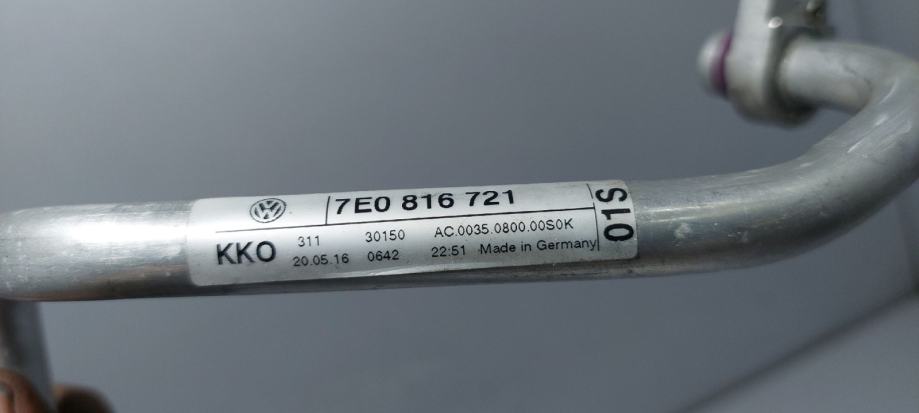 7E0 816 721
KKO 311 30150 AC.0035.0800.00S0K
20.05.16 0642 22:51 Made in Germany
01S